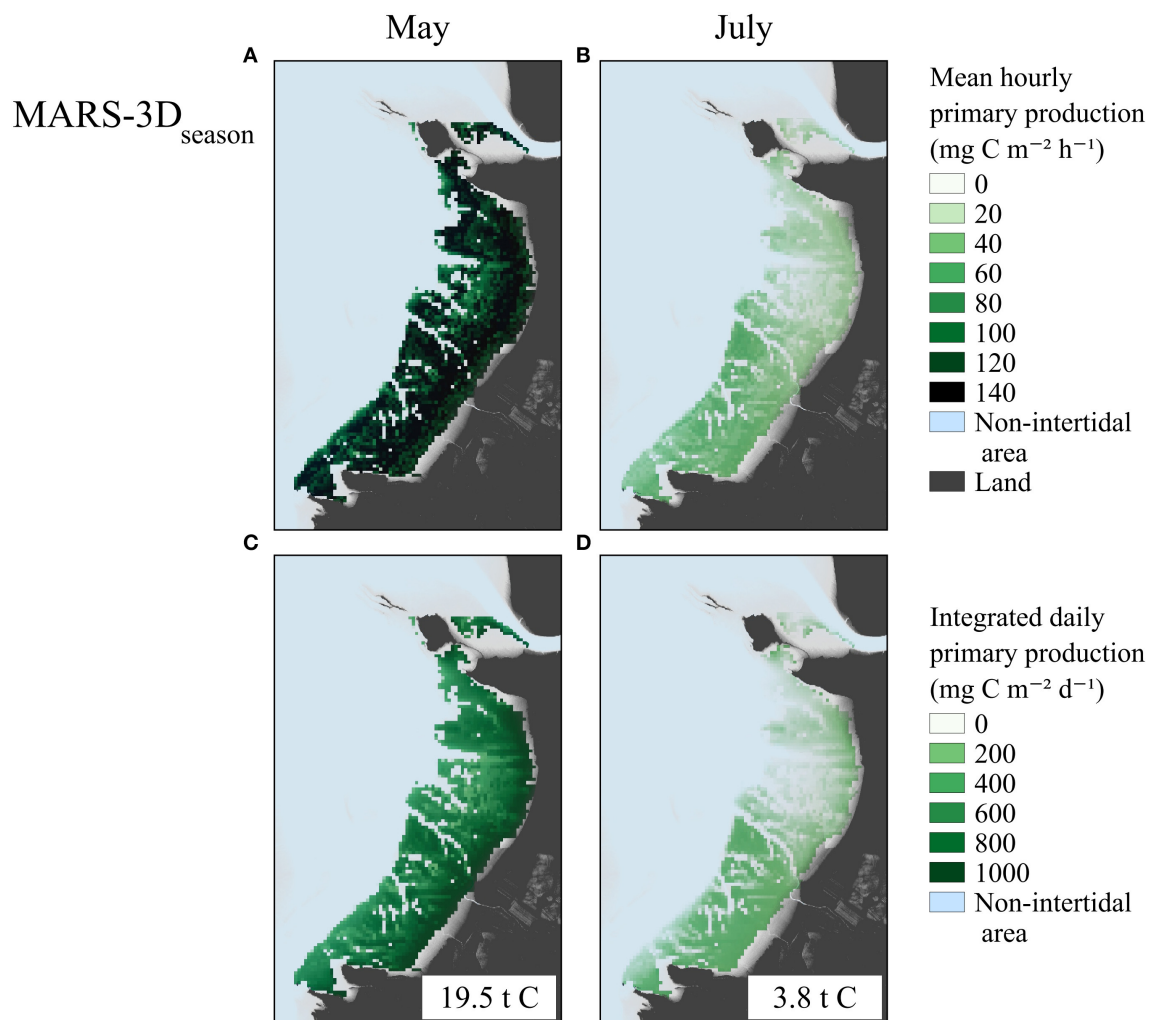 May
July
A
B
MARS-3Dseason
Mean hourly
primary production
(mg C m⁻² h⁻¹)
0
20
40
60
80
100
120
140
Non-intertidal
area
Land
C
D
Integrated daily
primary production
(mg C m⁻² d⁻¹)
0
200
400
600
800
1000
Non-intertidal
area
19.5 t C
3.8 t C